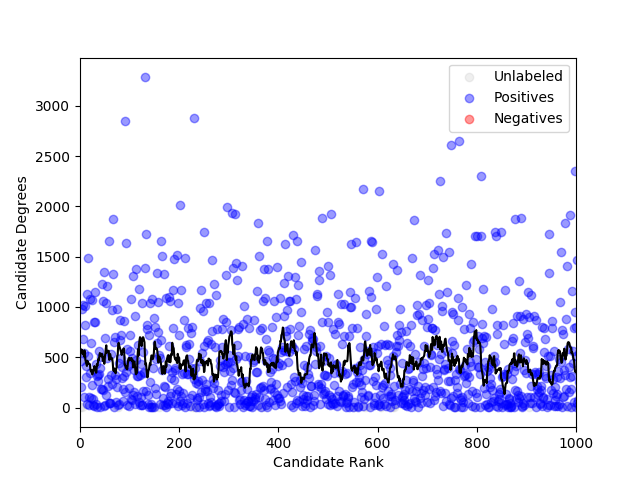 Unlabeled
Positives
Negatives
3000
2500
2000
1500
1000
500
0
Candidate Degrees
0 200 400 600 800 1000
Candidate Rank